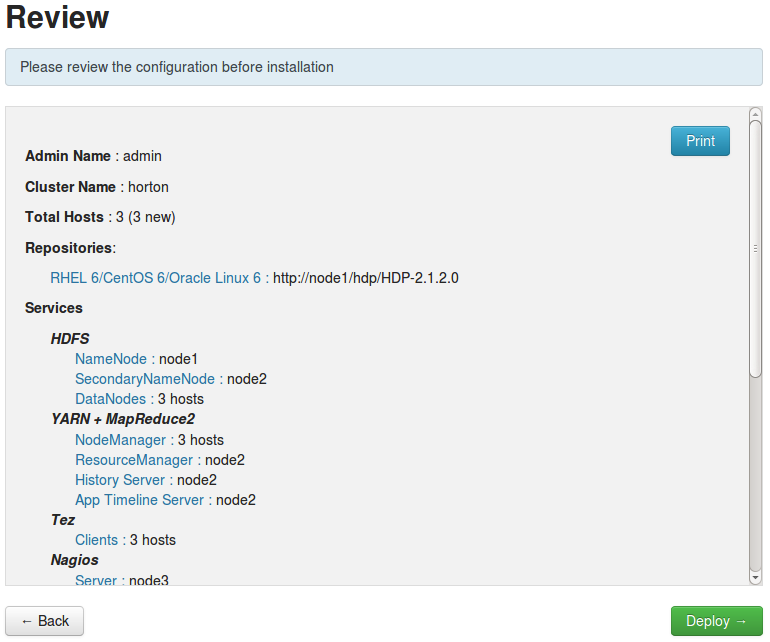 Review
Please review the configuration before installation
Print
Admin Name : admin
Cluster Name : horton
Total Hosts : 3 (3 new)
Repositories:
RHEL 6/CentOS 6/Oracle Linux 6 : http://node1/hdp/HDP-2.1.2.0
Services
HDFS
NameNode : node1
SecondaryNameNode : node2
DataNodes : 3 hosts
YARN + MapReduce2
NodeManager : 3 hosts
ResourceManager : node2
History Server : node2
App Timeline Server : node2
Tez
Clients : 3 hosts
Nagios
Server : node3
← Back
Deploy →